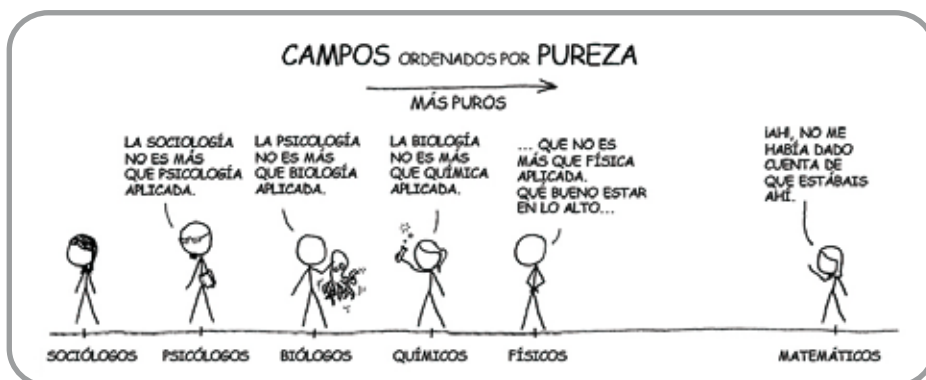 CAMPOS ORDENADOS POR PUREZA
MÁS PUROS
LA SOCIOLOGÍA
NO ES MÁS
QUE PSICOLOGÍA
APLICADA.
LA PSICOLOGÍA
NO ES MÁS
QUE BIOLOGÍA
APLICADA.
LA BIOLOGÍA
NO ES MÁS
QUE QUÍMICA
APLICADA.
... QUE NO ES
MÁS QUE FÍSICA
APLICADA.
QUÉ BUENO ESTAR
EN LO ALTO...
¡AH!, NO ME
HABÍA DADO
CUENTA DE
QUE ESTÁBAIS
AHÍ.
SOCIÓLOGOS
PSICÓLOGOS
BIÓLOGOS
QUÍMICOS
FÍSICOS
MATEMÁTICOS